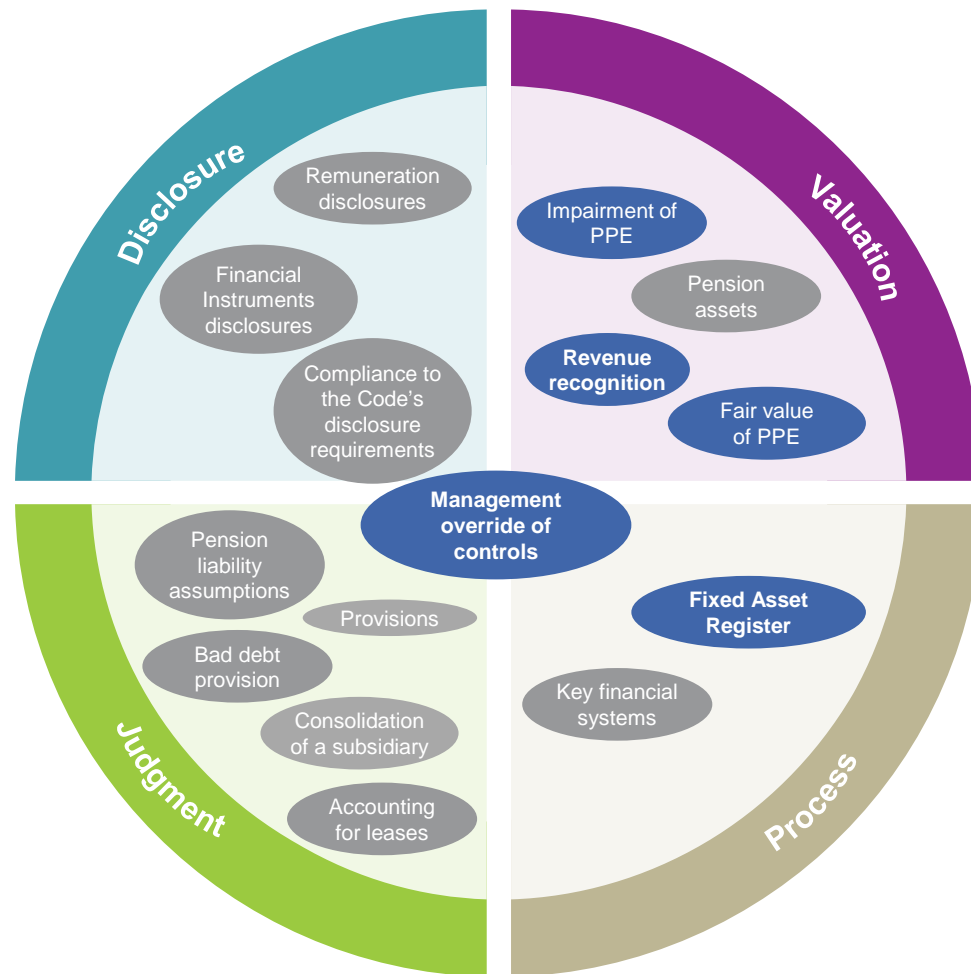 Disclosure
Remuneration
disclosures
Financial
Instruments
disclosures
Compliance to
the Code's
disclosure
requirements
Valuation
Impairment of
PPE
Pension
assets
Revenue
recognition
Fair value
of PPE
Management
override of
controls
Judgment
Pension
liability
assumptions
Provisions
Bad debt
provision
Consolidation
of a subsidiary
Accounting
for leases
Process
Fixed Asset
Register
Key financial
systems